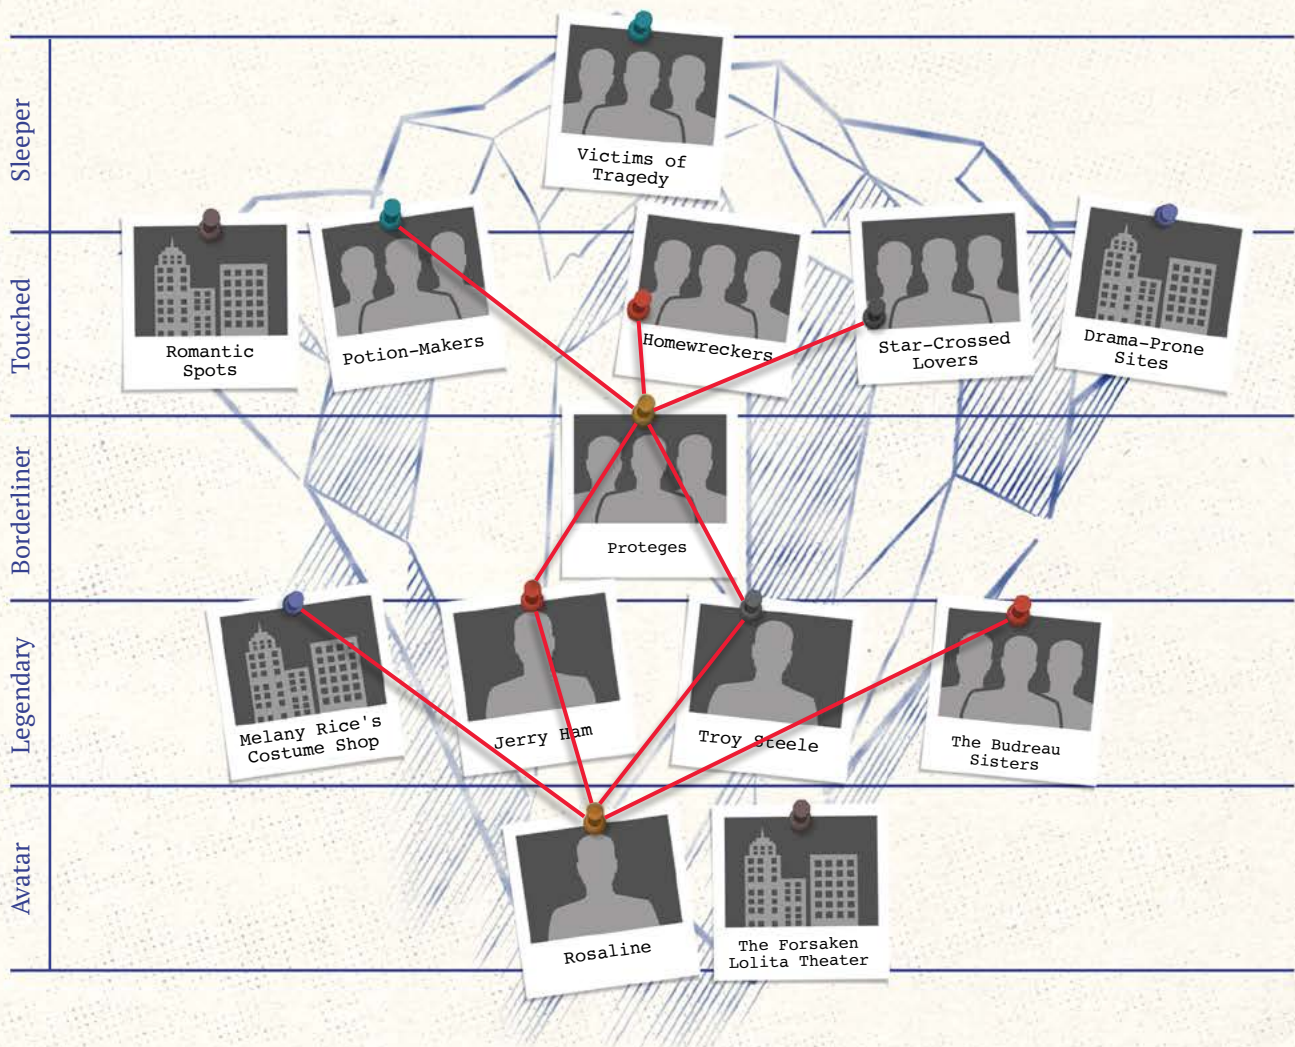 Sleeper
Victims of
Tragedy
Touched
Romantic
Spots
Potion-Makers
Homewreckers
Star-Crossed
Lovers
Drama-Prone
Sites
Borderliner
Proteges
Legendary
Melany Rice's
Costume Shop
Jerry Ham
Troy Steele
The Budreau
Sisters
Avatar
Rosaline
The Forsaken
Lolita Theater